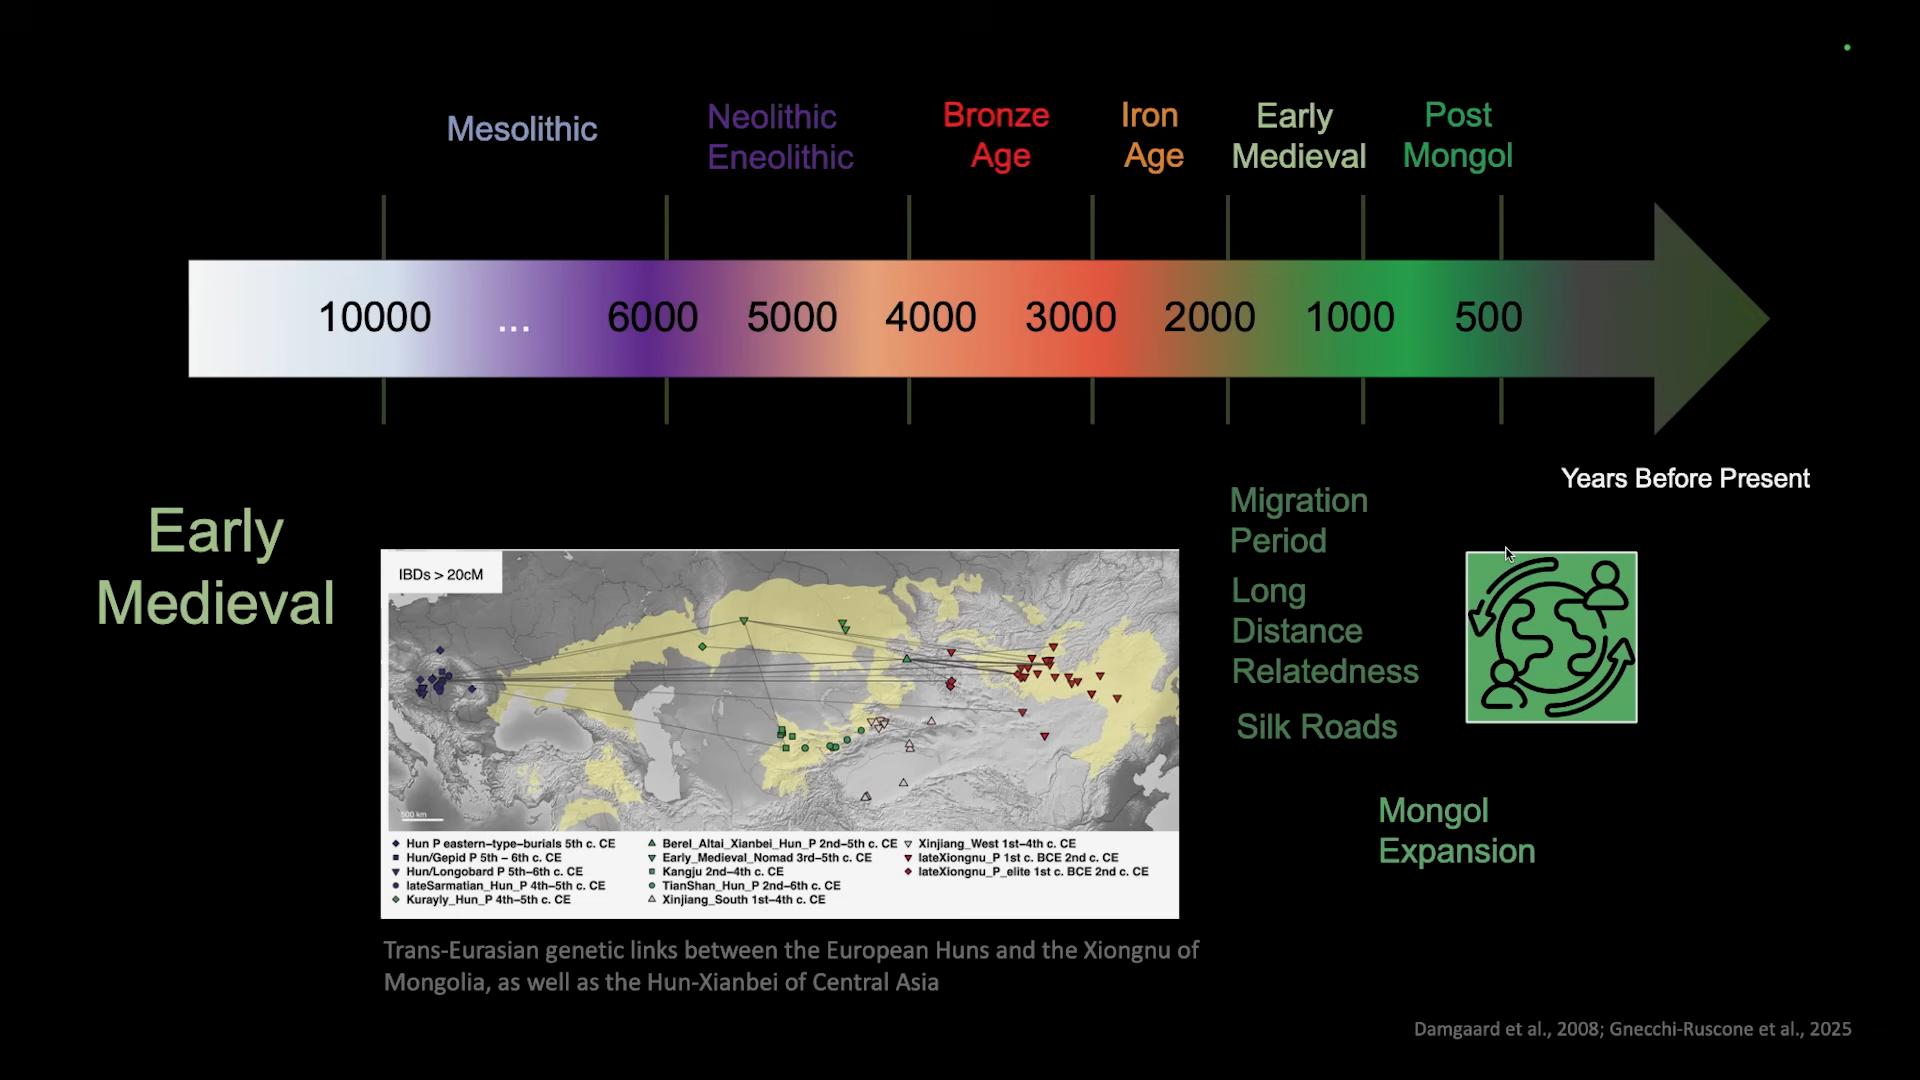 Mesolithic
Neolithic
Eneolithic
Bronze
Age
Iron
Age
Early
Medieval
Post
Mongol
10000 ... 6000 5000 4000 3000 2000 1000 500
Years Before Present
Early
Medieval
IBDs > 20cM
500 km
Hun P eastern–type–burials 5th c. CE
Hun/Gepid P 5th – 6th c. CE
Hun/Longobard P 5th–6th c. CE
lateSarmatian_Hun_P 4th–5th c. CE
Kurayly_Hun_P 4th–5th c. CE
Berel_Altai_Xianbei_Hun_P 2nd–5th c. CE
Early_Medieval_Nomad 3rd–5th c. CE
Kangju 2nd–4th c. CE
TianShan_Hun_P 2nd–6th c. CE
Xinjiang_South 1st–4th c. CE
Xinjiang_West 1st–4th c. CE
lateXiongnu_P 1st c. BCE 2nd c. CE
lateXiongnu_P_elite 1st c. BCE 2nd c. CE
Trans-Eurasian genetic links between the European Huns and the Xiongnu of
Mongolia, as well as the Hun-Xianbei of Central Asia
Migration
Period
Long
Distance
Relatedness
Silk Roads
Mongol
Expansion
Damgaard et al., 2008; Gnecchi-Ruscone et al., 2025